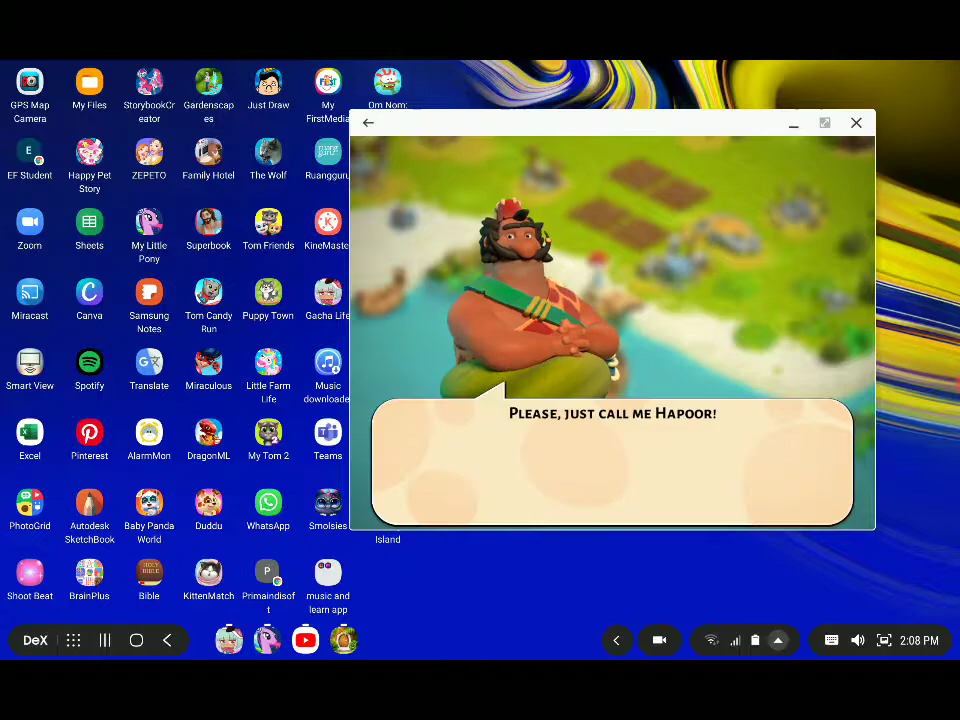 GPS Map
Camera
My Files
StorybookCr
eator
Gardenscap
es
Just Draw
My
FirstMedia
Om Nom:
EF Student
Happy Pet
Story
ZEPETO
Family Hotel
The Wolf
Ruangguru
Zoom
Sheets
My Little
Pony
Superbook
Tom Friends
KineMaste
Miracast
Canva
Samsung
Notes
Tom Candy
Run
Puppy Town
Gacha Life
Smart View
Spotify
Translate
Miraculous
Little Farm
Life
Music
downloade
Excel
Pinterest
AlarmMon
DragonML
My Tom 2
Teams
PhotoGrid
Autodesk
SketchBook
Baby Panda
World
Duddu
WhatsApp
Smolsies
Island
Shoot Beat
BrainPlus
Bible
KittenMatch
Primaindisof
t
music and
learn app
PLEASE, JUST CALL ME HAPOOR!
DeX
2:08 PM